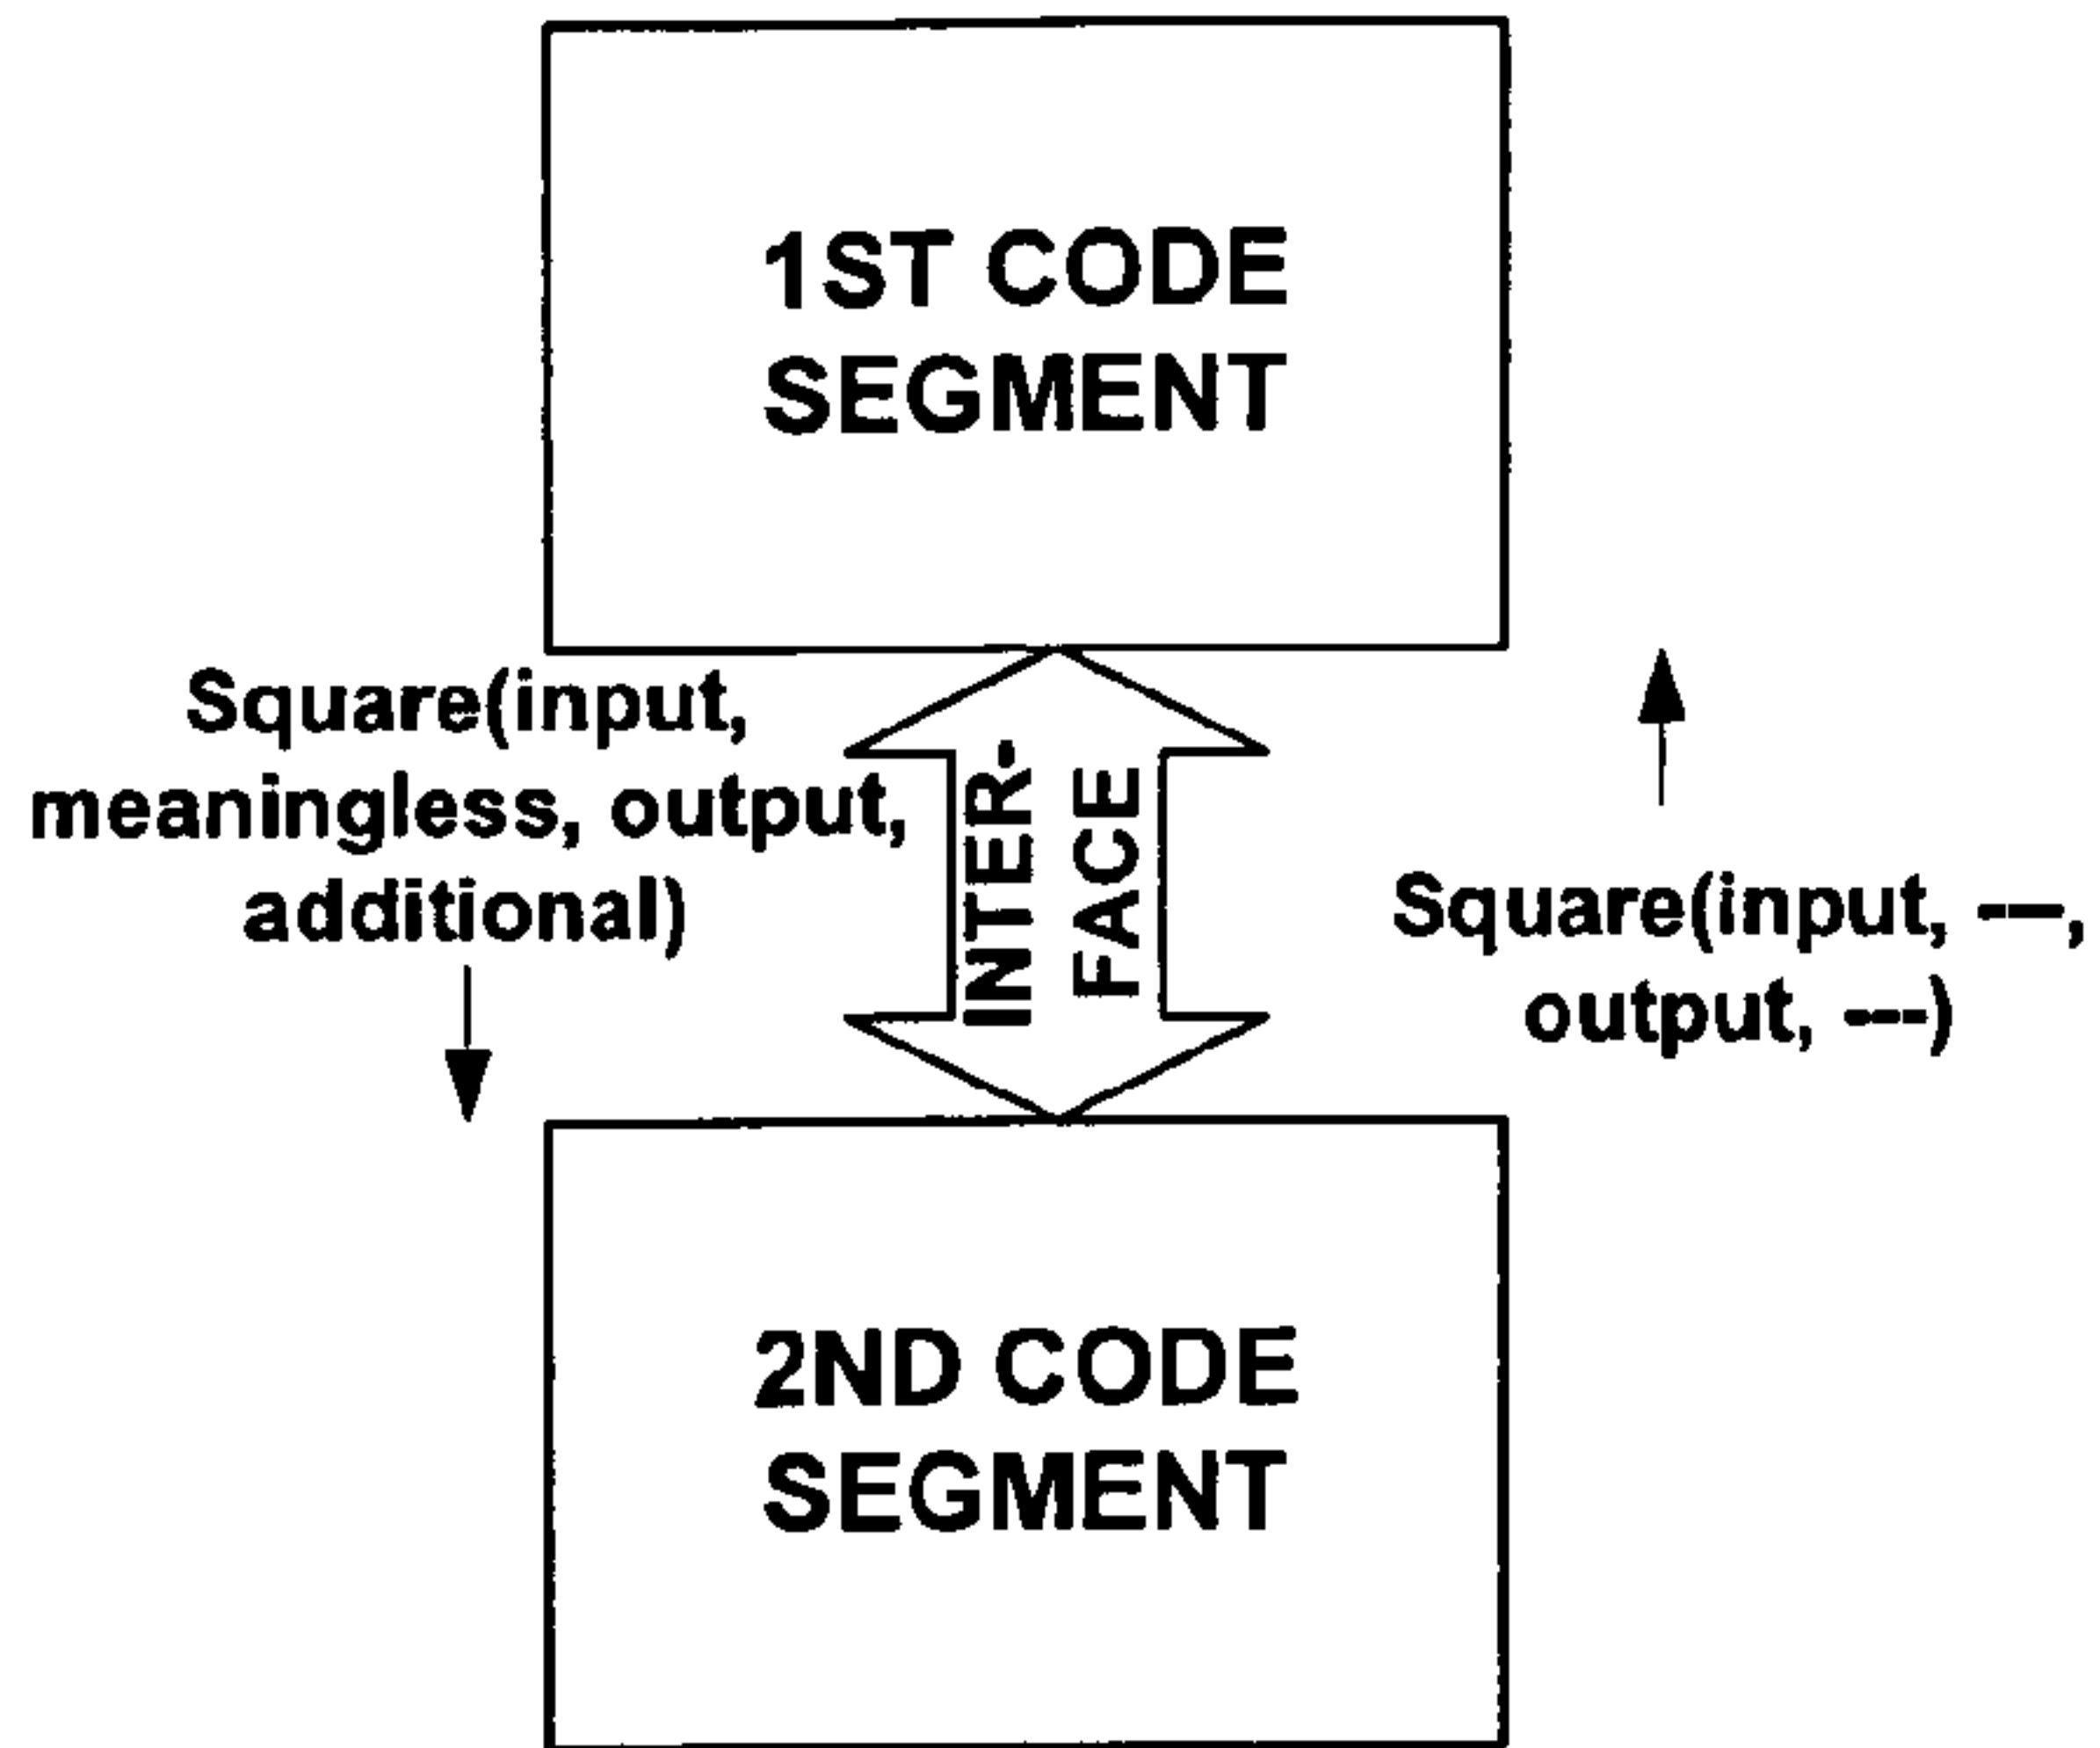 1ST CODE
SEGMENT
Square(input,
meaningless, output,
additional)
INTER-
FACE
Square(input, ---,
output, ---)
2ND CODE
SEGMENT